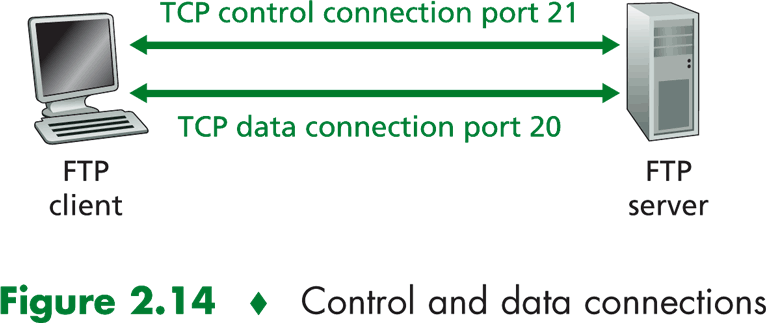 TCP control connection port 21
TCP data connection port 20
FTP
client
FTP
server
Figure 2.14 ♦ Control and data connections